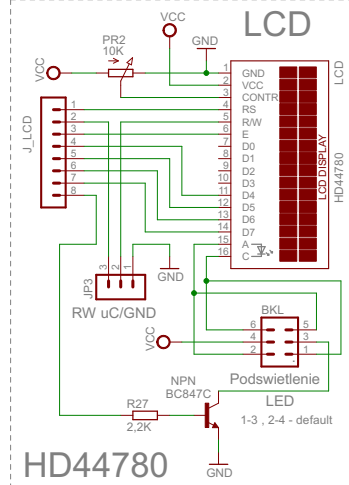 LCD
VCC
PR2
10K
GND
VCC
LCD
1 GND
2 VCC
3 CONTR
4 RS
5 R/W
6 E
7 D0
8 D1
9 D2
10 D3
11 D4
12 D5
13 D6
14 D7
15 A
16 C
LCD DISPLAY
HD44780
J_LCD
1
2
3
4
5
6
7
8
JP3
3 2 1
GND
RW uC/GND
BKL
6 5
4 3
2 1
VCC
Podswietlenie
LED
1-3 , 2-4 - default
NPN
BC847C
R27
2,2K
GND
HD44780